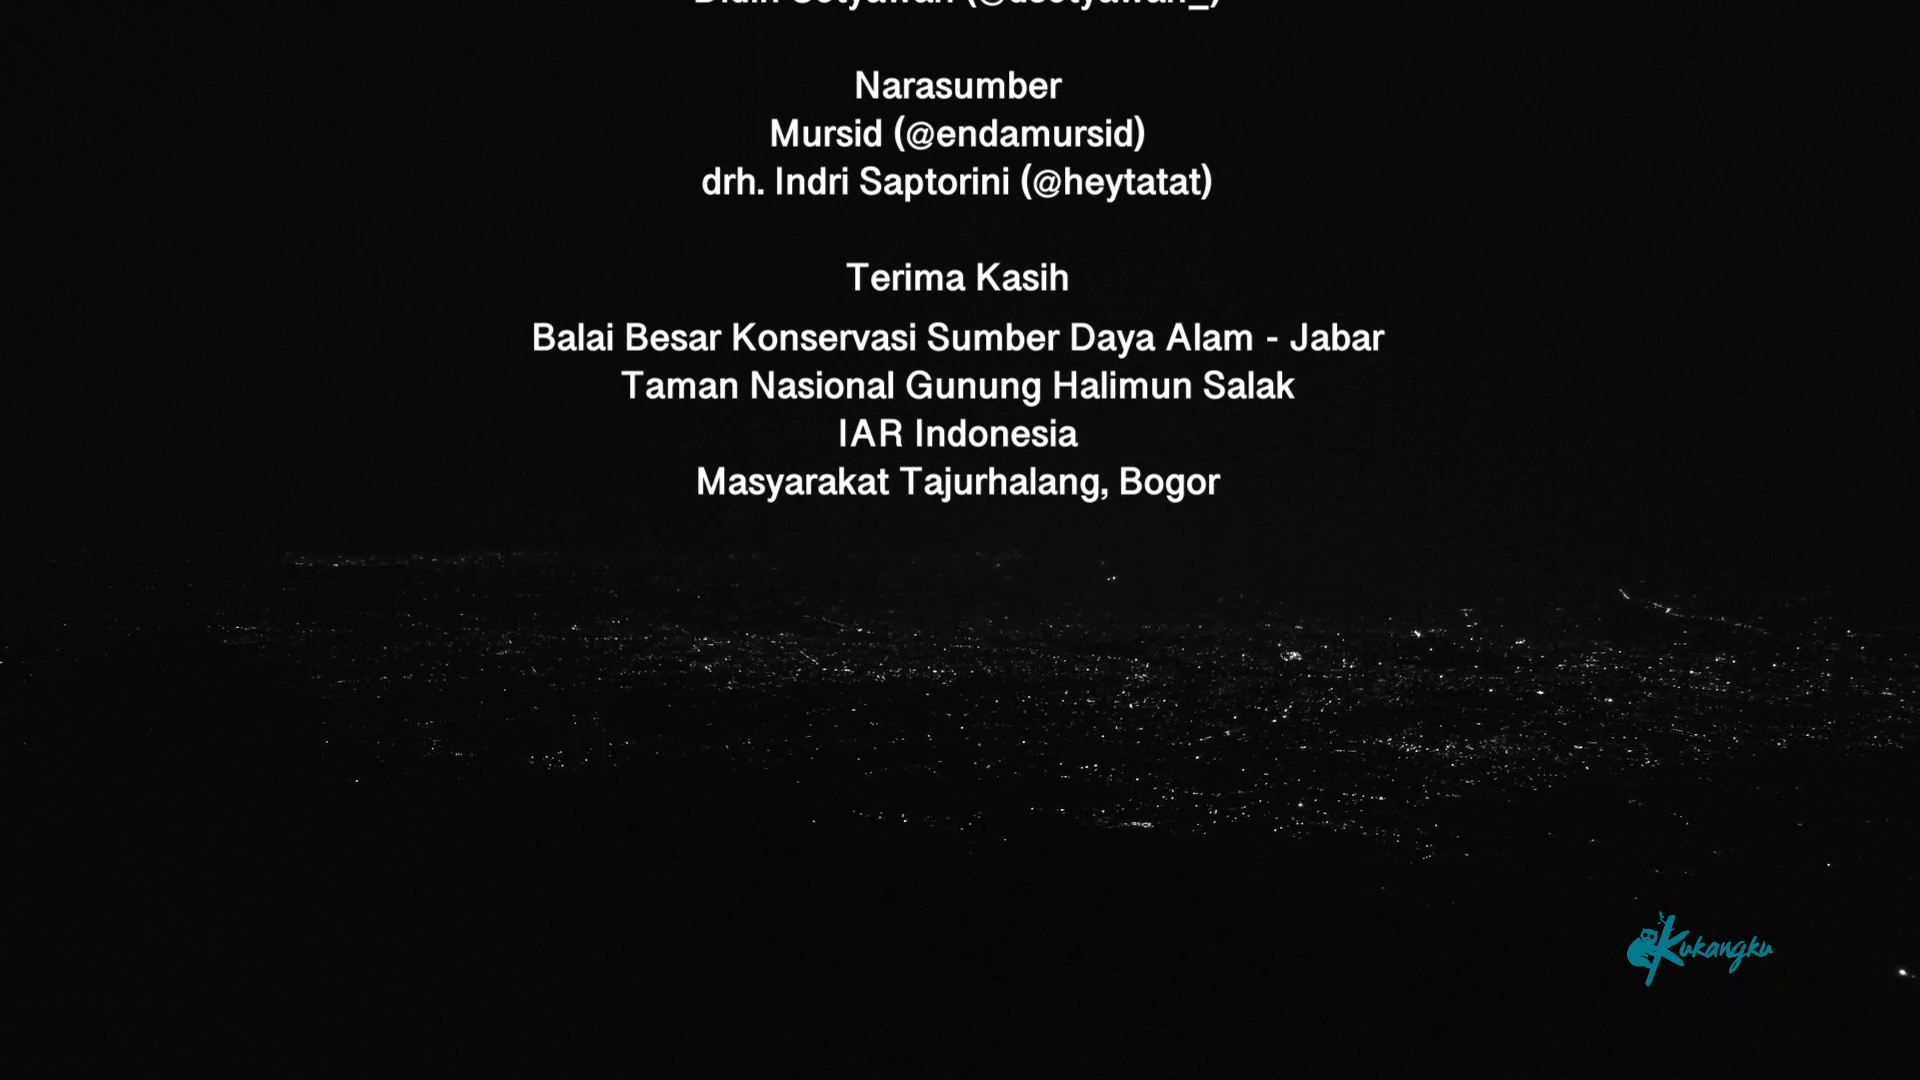 Narasumber
Mursid (@endamursid)
drh. Indri Saptorini (@heytatat)
Terima Kasih
Balai Besar Konservasi Sumber Daya Alam - Jabar
Taman Nasional Gunung Halimun Salak
IAR Indonesia
Masyarakat Tajurhalang, Bogor
Kukangku